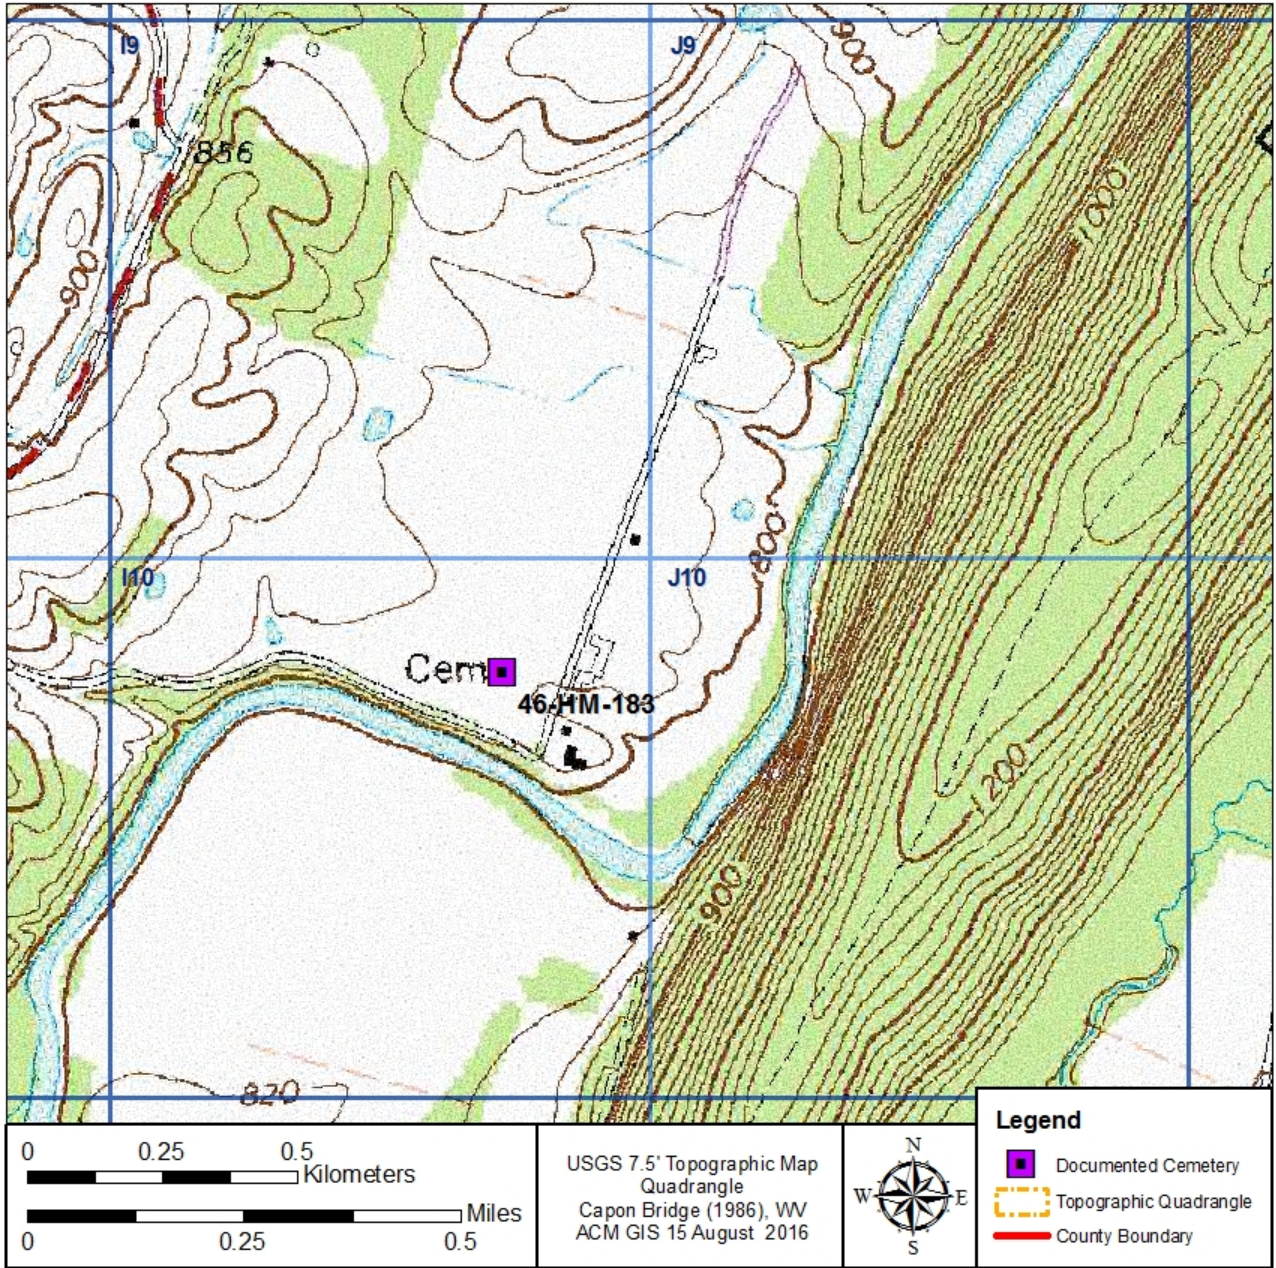 I9
J9
900
856
1000
900
800
I10
J10
Cem
46-HM-183
1200
900
820
0 0.25 0.5
Kilometers
Miles
0 0.25 0.5
USGS 7.5' Topographic Map
Quadrangle
Capon Bridge (1986), WV
ACM GIS 15 August 2016
N
W E
S
Legend
Documented Cemetery
Topographic Quadrangle
County Boundary